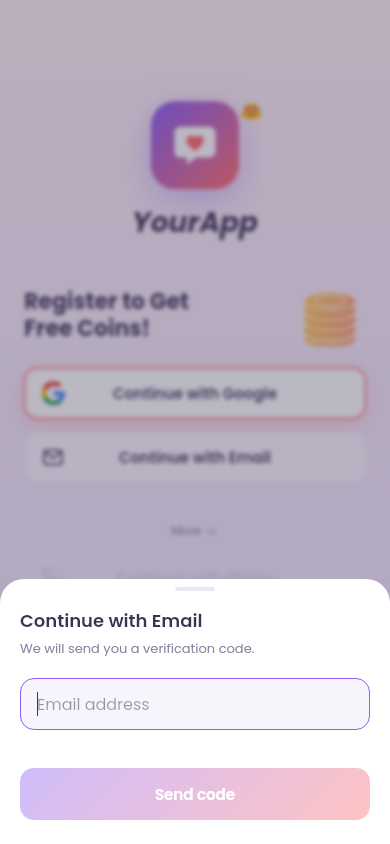 YourApp
Register to Get
Free Coins!
Continue with Google
Continue with Email
More
Continue with Email
We will send you a verification code.
Email address
Send code